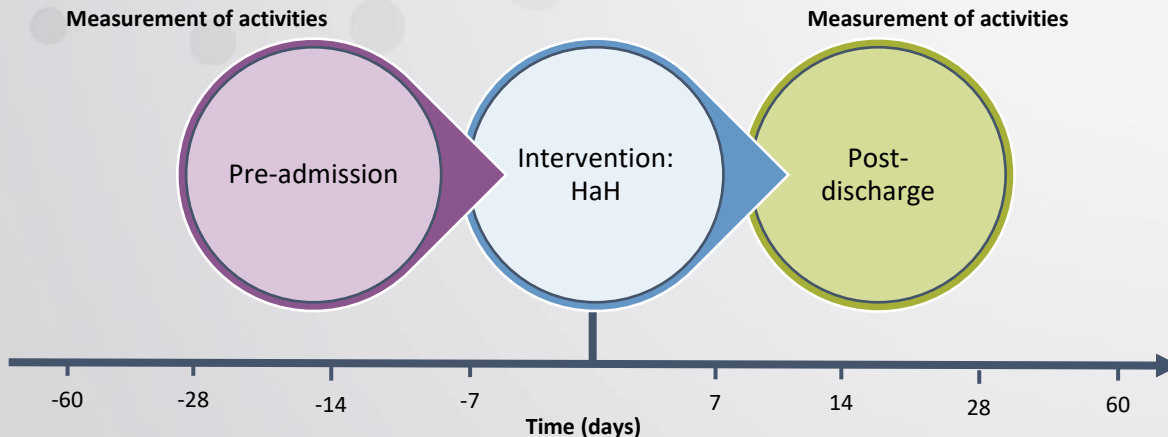 Measurement of activities
Measurement of activities
Pre-admission
Intervention:
HaH
Post-
discharge
-60
-28
-14
-7
7
14
28
60
Time (days)